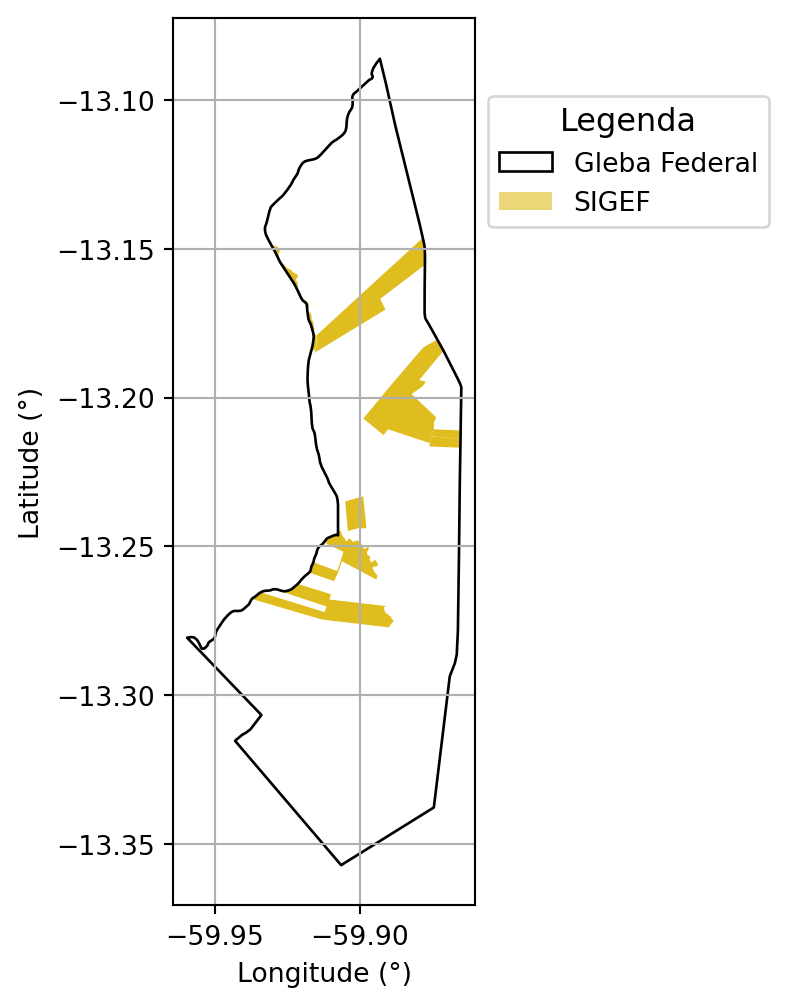 Legenda
Gleba Federal
SIGEF
−13.10
−13.15
−13.20
−13.25
−13.30
−13.35
Latitude (°)
−59.95 −59.90
Longitude (°)